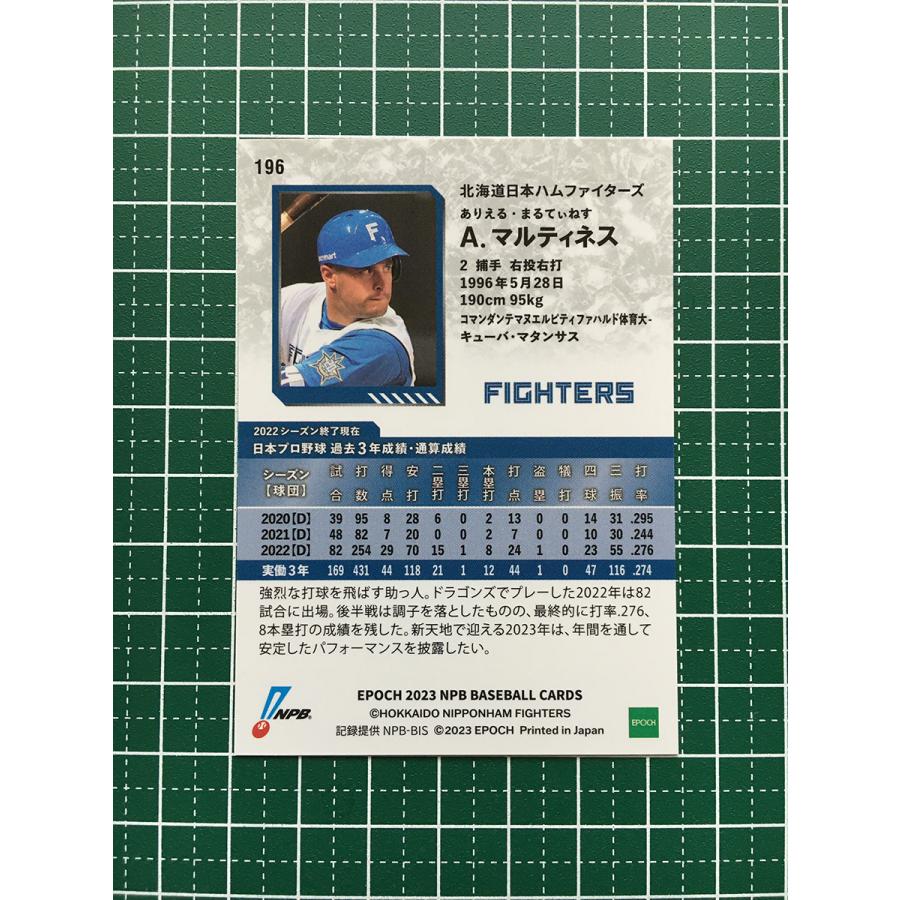 196
北海道日本ハムファイターズ
ありえる・まるてぃねす
A. マルティネス
2 捕手 右投右打
1996年5月28日
190cm 95kg
コマンダンテマヌエルピティファハルド体育大-
キューバ・マタンサス
F
FIGHTERS
2022シーズン終了現在
日本プロ野球 過去3年成績・通算成績
シーズン【球団】 試合 打数 得点 安打 二塁打 三塁打 本塁打 打点 盗塁 犠打 四球 三振 打率
2020【D】 39 95 8 28 6 0 2 13 0 0 14 31 .295
2021【D】 48 82 7 20 0 0 2 7 0 0 10 30 .244
2022【D】 82 254 29 70 15 1 8 24 1 0 23 55 .276
実働3年 169 431 44 118 21 1 12 44 1 0 47 116 .274
強烈な打球を飛ばす助っ人。ドラゴンズでプレーした2022年は82
試合に出場。後半戦は調子を落としたものの、最終的に打率.276、
8本塁打の成績を残した。新天地で迎える2023年は、年間を通して
安定したパフォーマンスを披露したい。
NPB
EPOCH 2023 NPB BASEBALL CARDS
©HOKKAIDO NIPPONHAM FIGHTERS
記録提供 NPB-BIS ©2023 EPOCH Printed in Japan
EPOCH